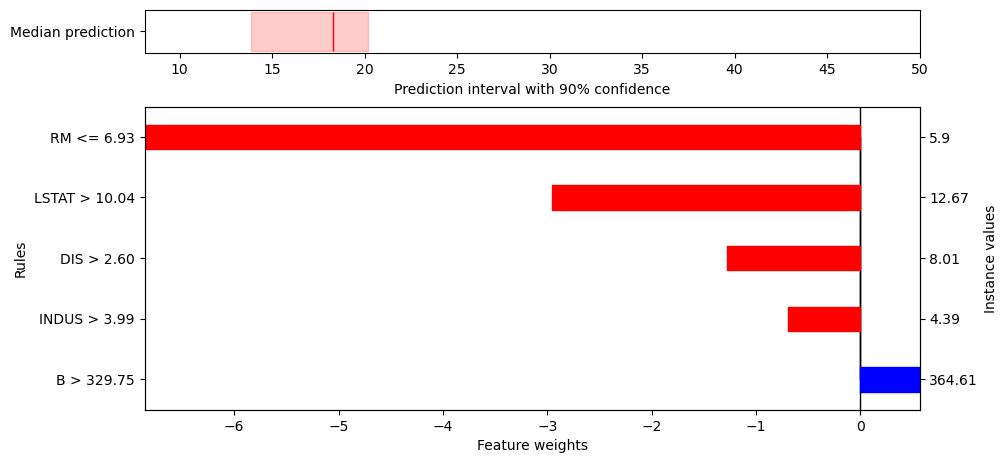 Median prediction
10 15 20 25 30 35 40 45 50
Prediction interval with 90% confidence
RM <= 6.93 5.9
LSTAT > 10.04 12.67
DIS > 2.60 8.01
INDUS > 3.99 4.39
B > 329.75 364.61
Rules
Instance values
−6 −5 −4 −3 −2 −1 0
Feature weights